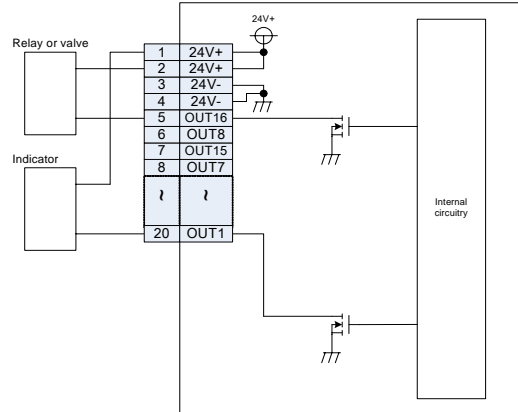 24V+
Relay or valve
1 24V+
2 24V+
3 24V-
4 24V-
5 OUT16
6 OUT8
7 OUT15
8 OUT7
Indicator
~ ~
Internal
circuitry
20 OUT1